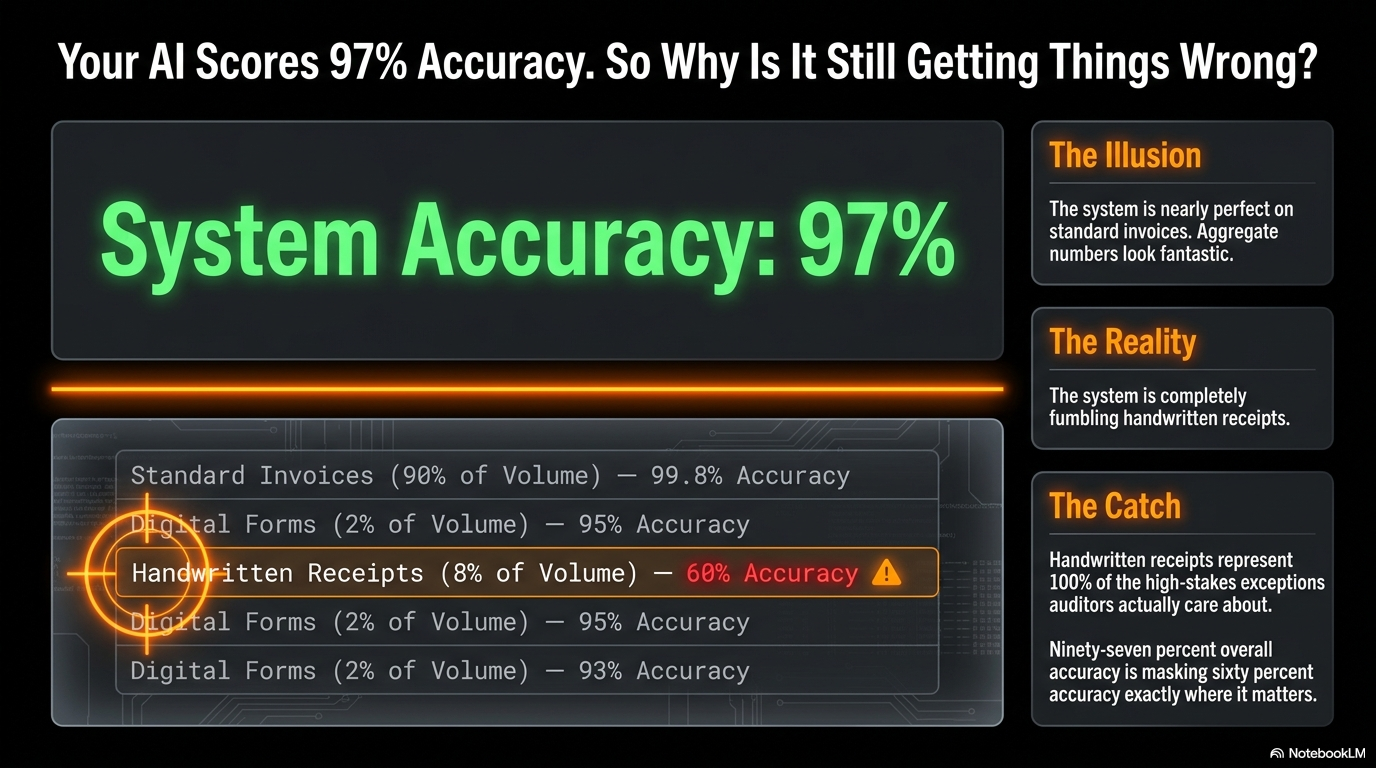 Your AI Scores 97% Accuracy. So Why Is It Still Getting Things Wrong?
System Accuracy: 97%
Standard Invoices (90% of Volume) — 99.8% Accuracy
Digital Forms (2% of Volume) — 95% Accuracy
Handwritten Receipts (8% of Volume) — 60% Accuracy
Digital Forms (2% of Volume) — 95% Accuracy
Digital Forms (2% of Volume) — 93% Accuracy
The Illusion
The system is nearly perfect on
standard invoices. Aggregate
numbers look fantastic.
The Reality
The system is completely
fumbling handwritten receipts.
The Catch
Handwritten receipts represent
100% of the high-stakes exceptions
auditors actually care about.
Ninety-seven percent overall
accuracy is masking sixty percent
accuracy exactly where it matters.
NotebookLM